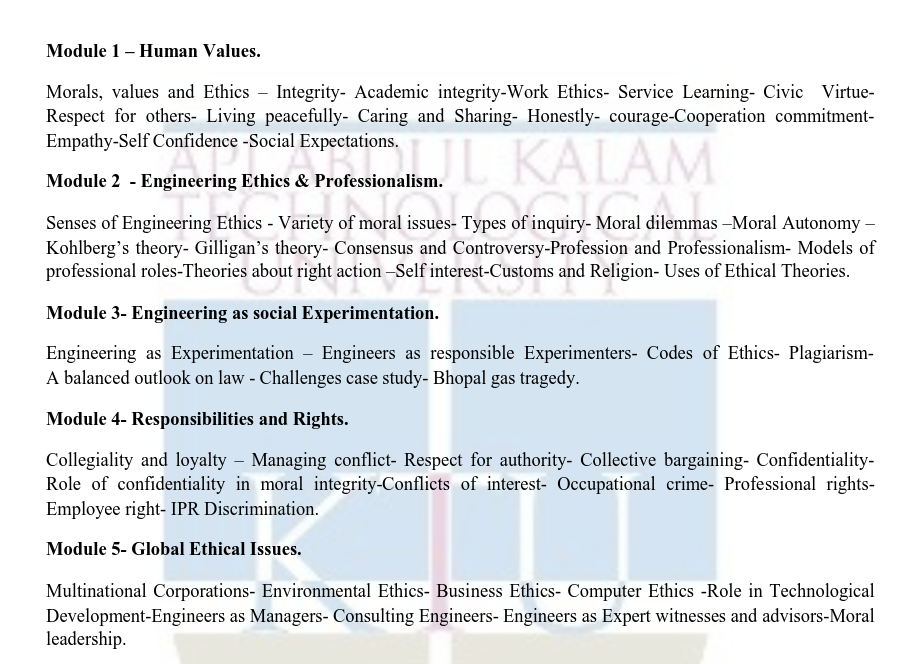 Module 1 – Human Values.
Morals, values and Ethics – Integrity- Academic integrity-Work Ethics- Service Learning- Civic Virtue-
Respect for others- Living peacefully- Caring and Sharing- Honestly- courage-Cooperation commitment-
Empathy-Self Confidence -Social Expectations.
API ABDUL KALAM
Module 2 - Engineering Ethics & Professionalism.
TECHNOLOGICAL
Senses of Engineering Ethics - Variety of moral issues- Types of inquiry- Moral dilemmas –Moral Autonomy –
Kohlberg’s theory- Gilligan’s theory- Consensus and Controversy-Profession and Professionalism- Models of
professional roles-Theories about right action –Self interest-Customs and Religion- Uses of Ethical Theories.
UNIVERSITY
Module 3- Engineering as social Experimentation.
Engineering as Experimentation – Engineers as responsible Experimenters- Codes of Ethics- Plagiarism-
A balanced outlook on law - Challenges case study- Bhopal gas tragedy.
Module 4- Responsibilities and Rights.
Collegiality and loyalty – Managing conflict- Respect for authority- Collective bargaining- Confidentiality-
Role of confidentiality in moral integrity-Conflicts of interest- Occupational crime- Professional rights-
Employee right- IPR Discrimination.
Module 5- Global Ethical Issues.
KTU
Multinational Corporations- Environmental Ethics- Business Ethics- Computer Ethics -Role in Technological
Development-Engineers as Managers- Consulting Engineers- Engineers as Expert witnesses and advisors-Moral
leadership.